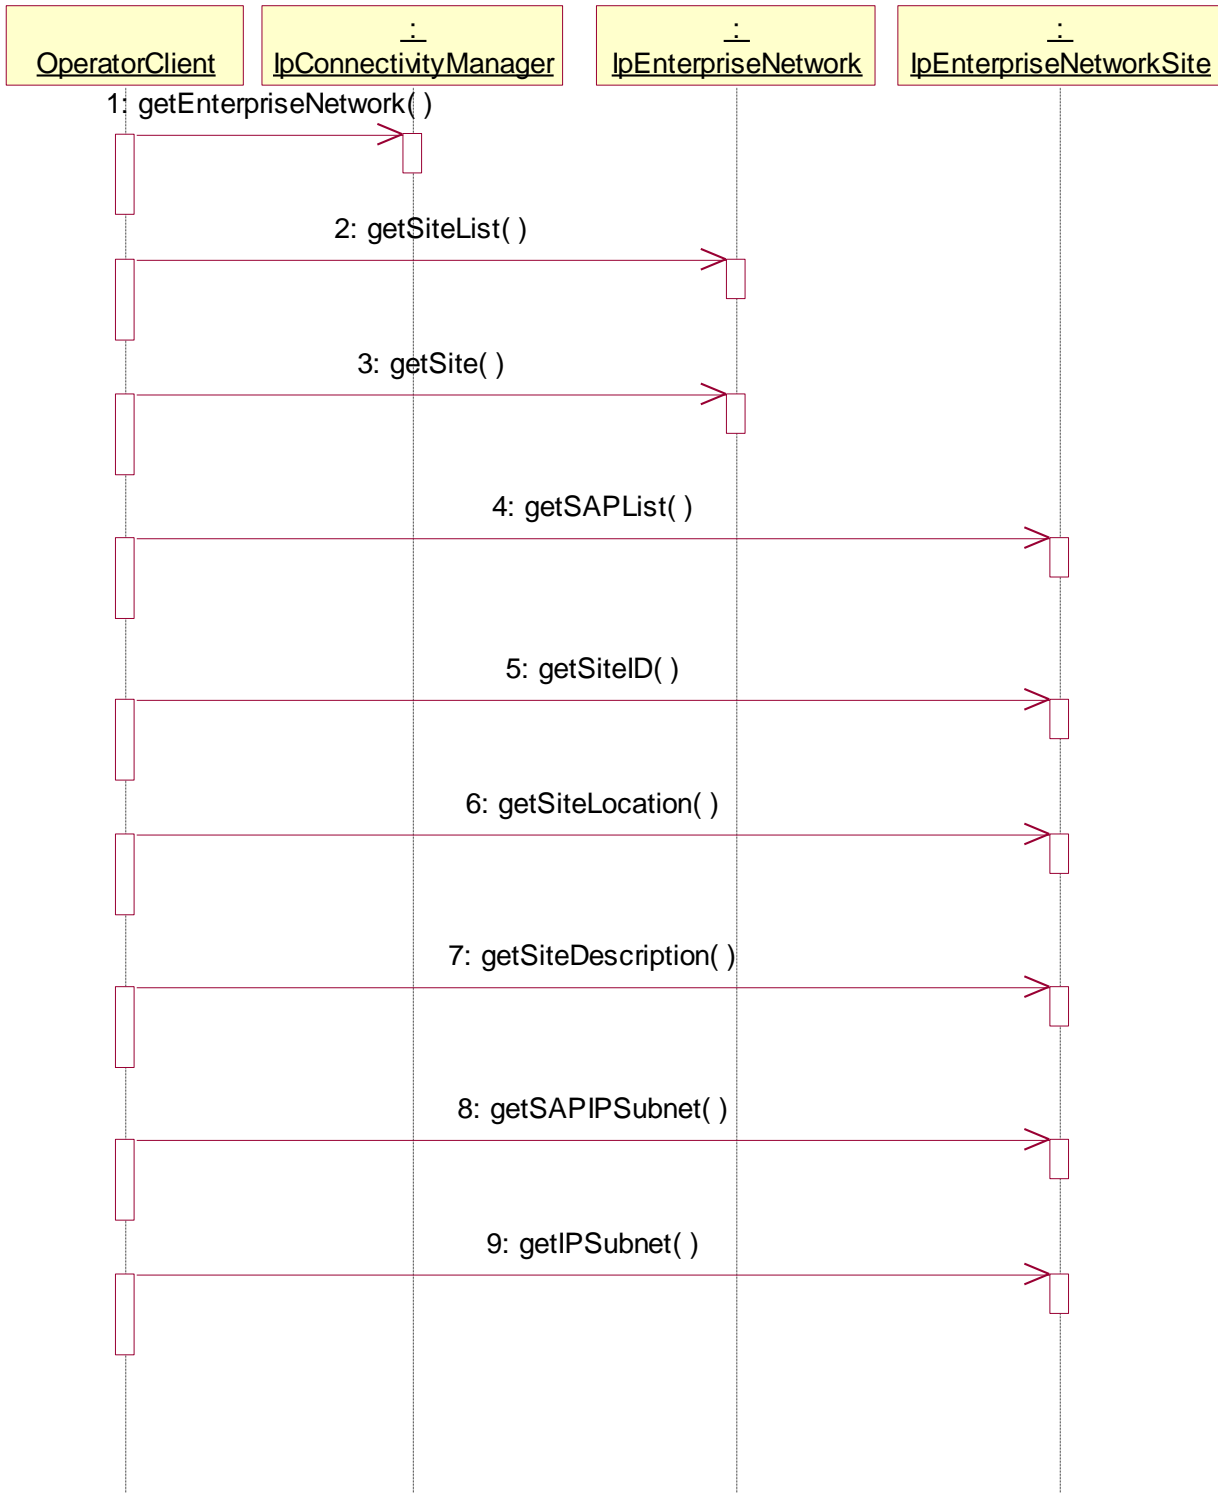 OperatorClient
:
IpConnectivityManager
:
IpEnterpriseNetwork
:
IpEnterpriseNetworkSite
1: getEnterpriseNetwork( )
2: getSiteList( )
3: getSite( )
4: getSAPList( )
5: getSiteID( )
6: getSiteLocation( )
7: getSiteDescription( )
8: getSAPIPSubnet( )
9: getIPSubnet( )